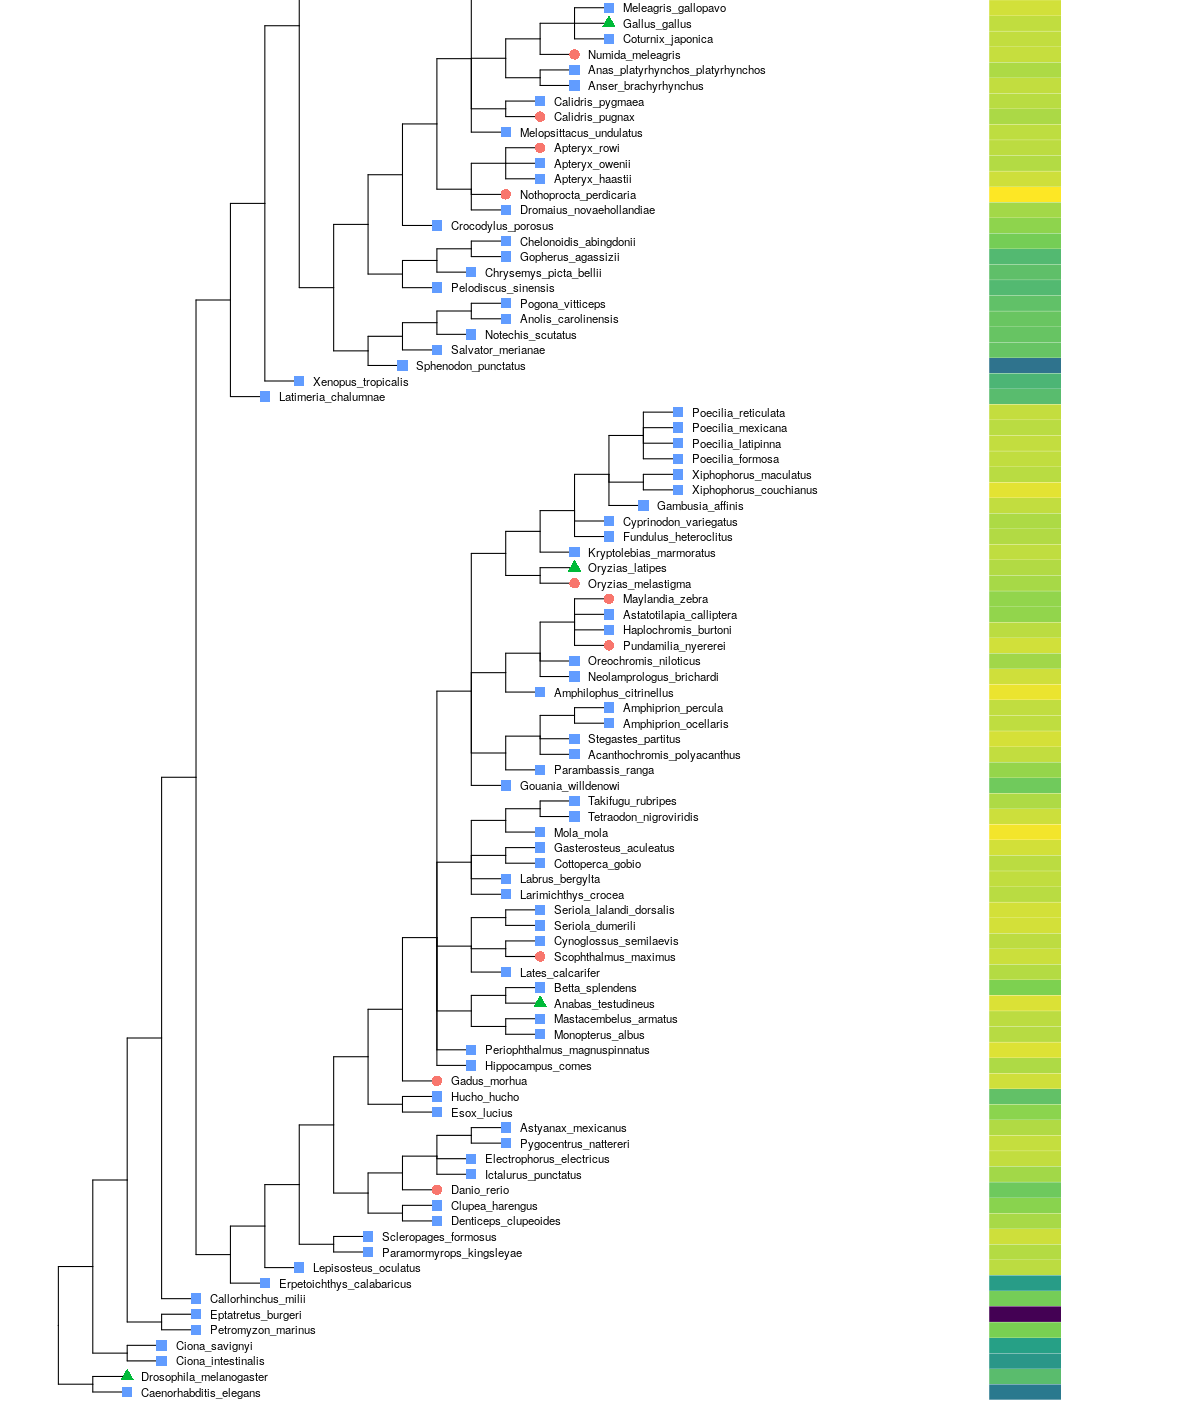 Meleagris_gallopavo
Gallus_gallus
Coturnix_japonica
Numida_meleagris
Anas_platyrhynchos_platyrhynchos
Anser_brachyrhynchus
Calidris_pygmaea
Calidris_pugnax
Melopsittacus_undulatus
Apteryx_rowi
Apteryx_owenii
Apteryx_haastii
Nothoprocta_perdicaria
Dromaius_novaehollandiae
Crocodylus_porosus
Chelonoidis_abingdonii
Gopherus_agassizii
Chrysemys_picta_bellii
Pelodiscus_sinensis
Pogona_vitticeps
Anolis_carolinensis
Notechis_scutatus
Salvator_merianae
Sphenodon_punctatus
Xenopus_tropicalis
Latimeria_chalumnae
Poecilia_reticulata
Poecilia_mexicana
Poecilia_latipinna
Poecilia_formosa
Xiphophorus_maculatus
Xiphophorus_couchianus
Gambusia_affinis
Cyprinodon_variegatus
Fundulus_heteroclitus
Kryptolebias_marmoratus
Oryzias_latipes
Oryzias_melastigma
Maylandia_zebra
Astatotilapia_calliptera
Haplochromis_burtoni
Pundamilia_nyererei
Oreochromis_niloticus
Neolamprologus_brichardi
Amphilophus_citrinellus
Amphiprion_percula
Amphiprion_ocellaris
Stegastes_partitus
Acanthochromis_polyacanthus
Parambassis_ranga
Gouania_willdenowi
Takifugu_rubripes
Tetraodon_nigroviridis
Mola_mola
Gasterosteus_aculeatus
Cottoperca_gobio
Labrus_bergylta
Larimichthys_crocea
Seriola_lalandi_dorsalis
Seriola_dumerili
Cynoglossus_semilaevis
Scophthalmus_maximus
Lates_calcarifer
Betta_splendens
Anabas_testudineus
Mastacembelus_armatus
Monopterus_albus
Periophthalmus_magnuspinnatus
Hippocampus_comes
Gadus_morhua
Hucho_hucho
Esox_lucius
Astyanax_mexicanus
Pygocentrus_nattereri
Electrophorus_electricus
Ictalurus_punctatus
Danio_rerio
Clupea_harengus
Denticeps_clupeoides
Scleropages_formosus
Paramormyrops_kingsleyae
Lepisosteus_oculatus
Erpetoichthys_calabaricus
Callorhinchus_milii
Eptatretus_burgeri
Petromyzon_marinus
Ciona_savignyi
Ciona_intestinalis
Drosophila_melanogaster
Caenorhabditis_elegans